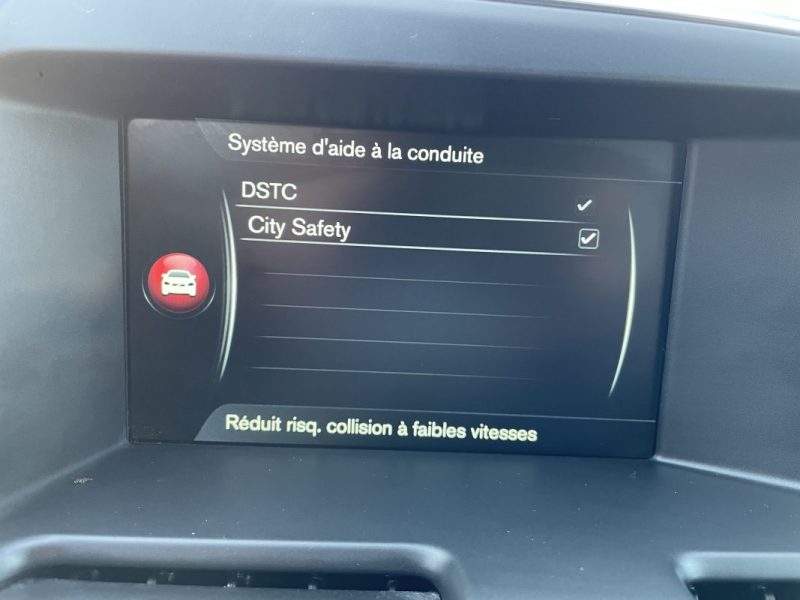 Système d'aide à la conduite
DSTC
City Safety
Réduit risq. collision à faibles vitesses